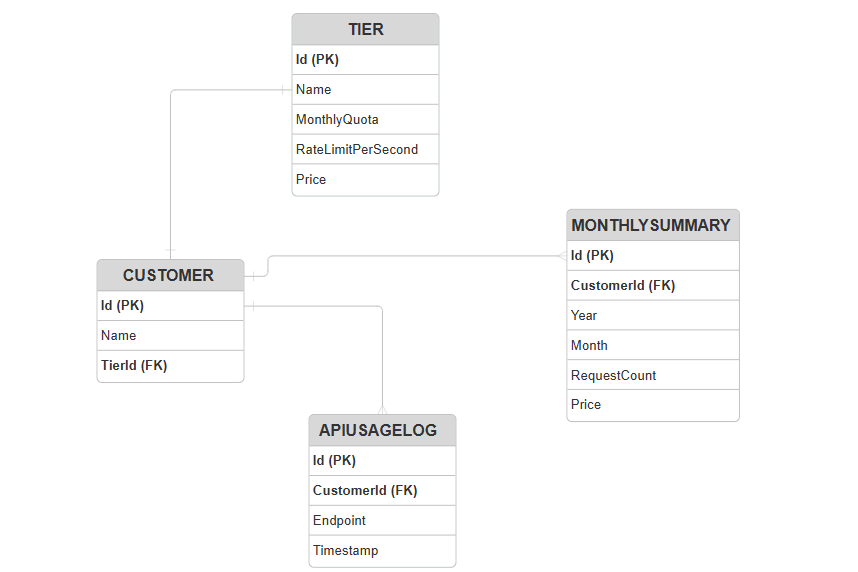 TIER
Id (PK)
Name
MonthlyQuota
RateLimitPerSecond
Price
MONTHLYSUMMARY
Id (PK)
CustomerId (FK)
Year
Month
RequestCount
Price
CUSTOMER
Id (PK)
Name
TierId (FK)
APIUSAGELOG
Id (PK)
CustomerId (FK)
Endpoint
Timestamp